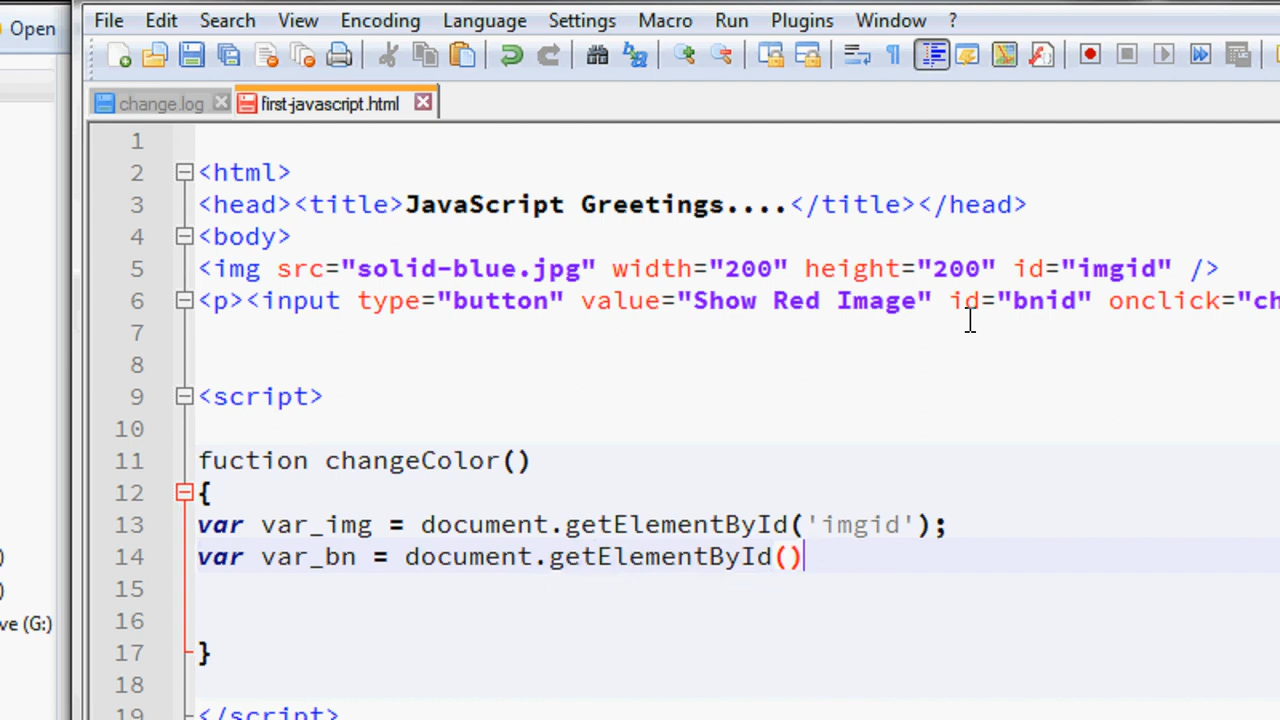 Open
File Edit Search View Encoding Language Settings Macro Run Plugins Window ?
change.log first-javascript.html
1
2 <html>
3 <head><title>JavaScript Greetings....</title></head>
4 <body>
5 <img src="solid-blue.jpg" width="200" height="200" id="imgid" />
6 <p><input type="button" value="Show Red Image" id="bnid" onclick="ch
7
8
9 <script>
10
11 fuction changeColor()
12 {
13 var var_img = document.getElementById('imgid');
14 var var_bn = document.getElementById()
15
16
17 }
18
19 </script>
)
)
ve (G:)